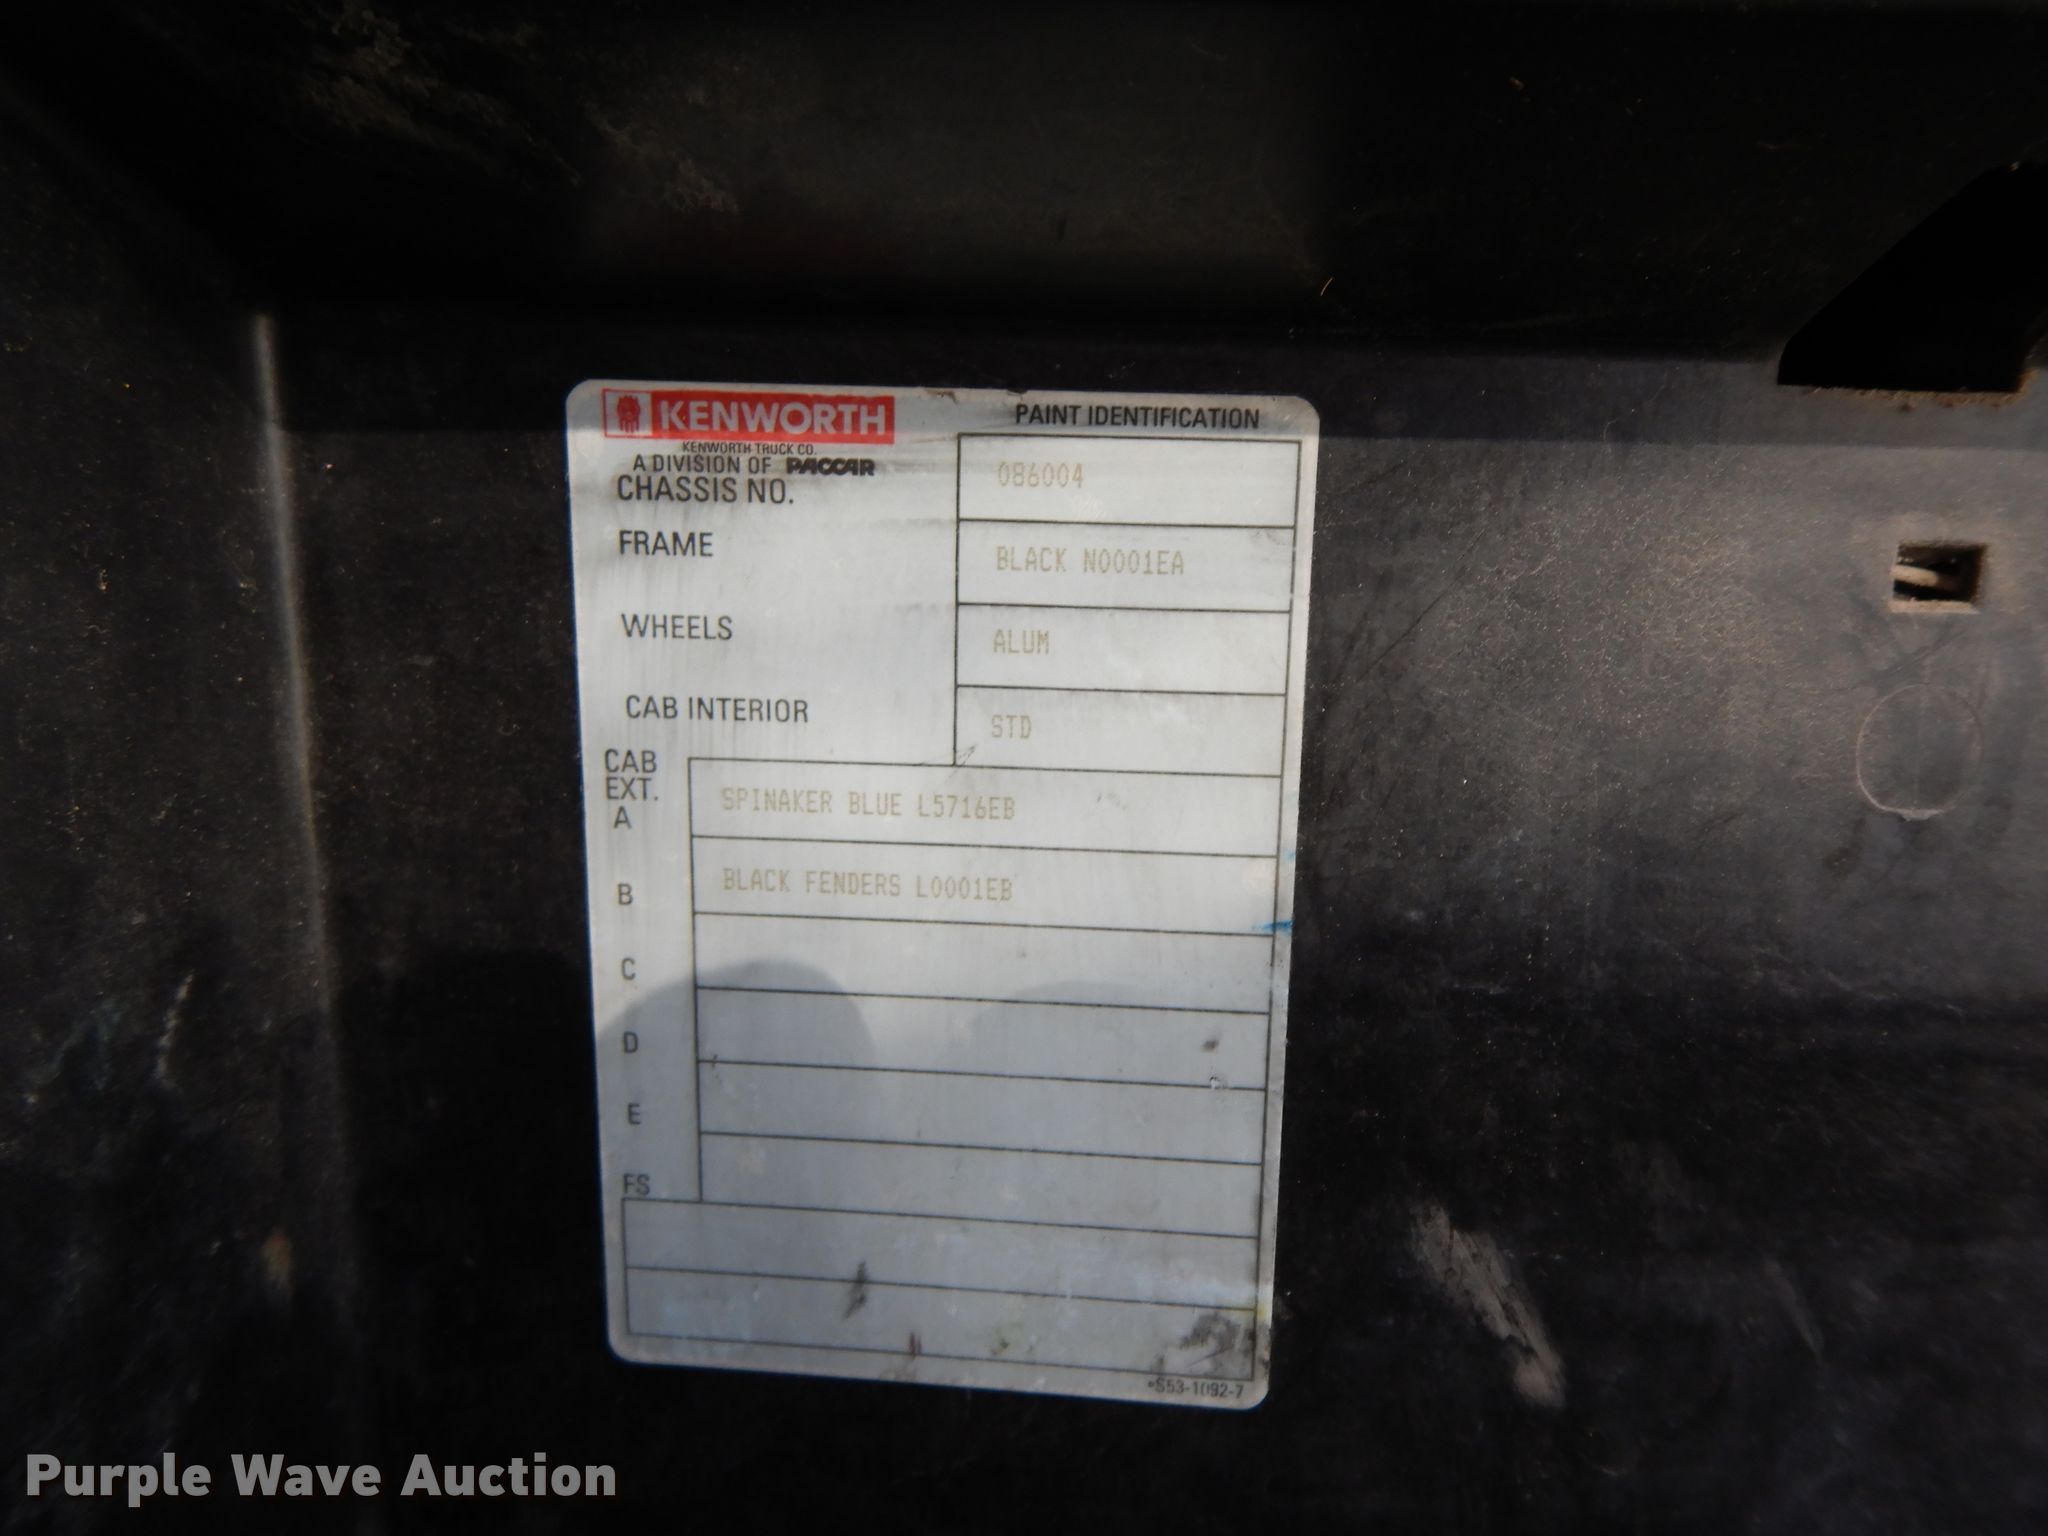 KENWORTH
PAINT IDENTIFICATION
KENWORTH TRUCK CO.
A DIVISION OF PACCAR
CHASSIS NO. 086004
FRAME BLACK N0001EA
WHEELS ALUM
CAB INTERIOR STD
CAB
EXT.
A SPINAKER BLUE L5716EB
B BLACK FENDERS L0001EB
C
D
E
FS
*S53-1092-7
Purple Wave Auction